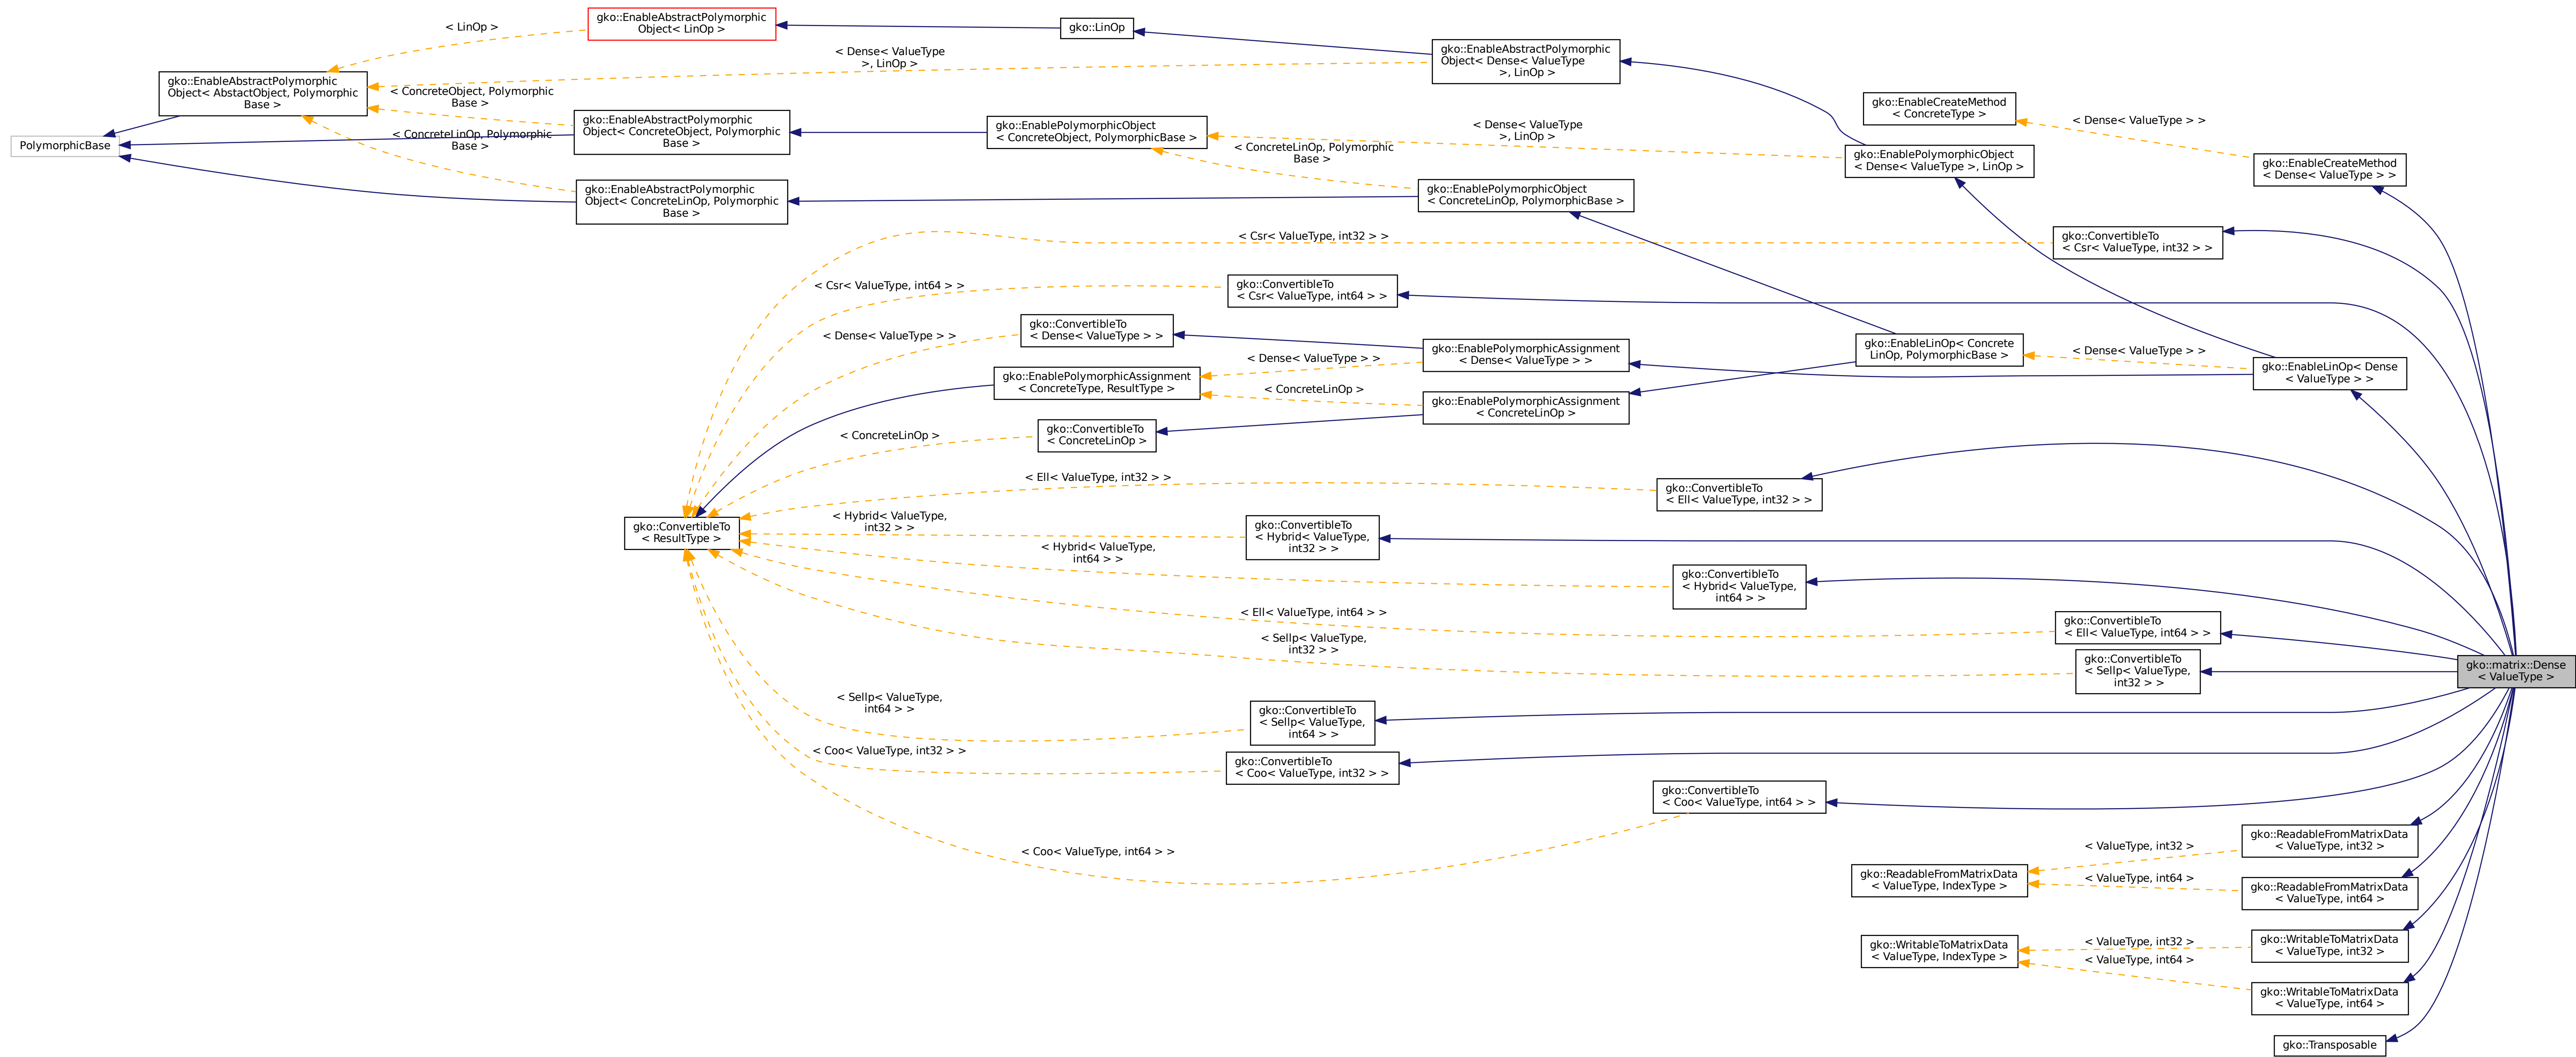 gko::EnableAbstractPolymorphic
Object< LinOp >
< LinOp >
gko::LinOp
gko::EnableAbstractPolymorphic
Object< Dense< ValueType
>, LinOp >
< Dense< ValueType
>, LinOp >
gko::EnableAbstractPolymorphic
Object< AbstactObject, Polymorphic
Base >
< ConcreteObject, Polymorphic
Base >
gko::EnableCreateMethod
< ConcreteType >
< Dense< ValueType > >
gko::EnableAbstractPolymorphic
Object< ConcreteObject, Polymorphic
Base >
gko::EnablePolymorphicObject
< ConcreteObject, PolymorphicBase >
< Dense< ValueType
>, LinOp >
< ConcreteLinOp, Polymorphic
Base >
PolymorphicBase
< ConcreteLinOp, Polymorphic
Base >
gko::EnablePolymorphicObject
< Dense< ValueType >, LinOp >
gko::EnableCreateMethod
< Dense< ValueType > >
gko::EnableAbstractPolymorphic
Object< ConcreteLinOp, Polymorphic
Base >
gko::EnablePolymorphicObject
< ConcreteLinOp, PolymorphicBase >
< Csr< ValueType, int32 > >
gko::ConvertibleTo
< Csr< ValueType, int32 > >
< Csr< ValueType, int64 > >
gko::ConvertibleTo
< Csr< ValueType, int64 > >
< Dense< ValueType > >
gko::ConvertibleTo
< Dense< ValueType > >
gko::EnablePolymorphicAssignment
< Dense< ValueType > >
< Dense< ValueType > >
gko::EnableLinOp< Concrete
LinOp, PolymorphicBase >
< Dense< ValueType > >
gko::EnableLinOp< Dense
< ValueType > >
gko::EnablePolymorphicAssignment
< ConcreteType, ResultType >
< ConcreteLinOp >
gko::EnablePolymorphicAssignment
< ConcreteLinOp >
< ConcreteLinOp >
gko::ConvertibleTo
< ConcreteLinOp >
< Ell< ValueType, int32 > >
gko::ConvertibleTo
< Ell< ValueType, int32 > >
gko::ConvertibleTo
< ResultType >
< Hybrid< ValueType,
int32 > >
gko::ConvertibleTo
< Hybrid< ValueType,
int32 > >
< Hybrid< ValueType,
int64 > >
gko::ConvertibleTo
< Hybrid< ValueType,
int64 > >
< Ell< ValueType, int64 > >
gko::ConvertibleTo
< Ell< ValueType, int64 > >
< Sellp< ValueType,
int32 > >
gko::ConvertibleTo
< Sellp< ValueType,
int32 > >
gko::matrix::Dense
< ValueType >
< Sellp< ValueType,
int64 > >
gko::ConvertibleTo
< Sellp< ValueType,
int64 > >
< Coo< ValueType, int32 > >
gko::ConvertibleTo
< Coo< ValueType, int32 > >
gko::ConvertibleTo
< Coo< ValueType, int64 > >
< Coo< ValueType, int64 > >
gko::ReadableFromMatrixData
< ValueType, int32 >
< ValueType, int32 >
gko::ReadableFromMatrixData
< ValueType, IndexType >
< ValueType, int64 >
gko::ReadableFromMatrixData
< ValueType, int64 >
gko::WritableToMatrixData
< ValueType, IndexType >
< ValueType, int32 >
gko::WritableToMatrixData
< ValueType, int32 >
< ValueType, int64 >
gko::WritableToMatrixData
< ValueType, int64 >
gko::Transposable